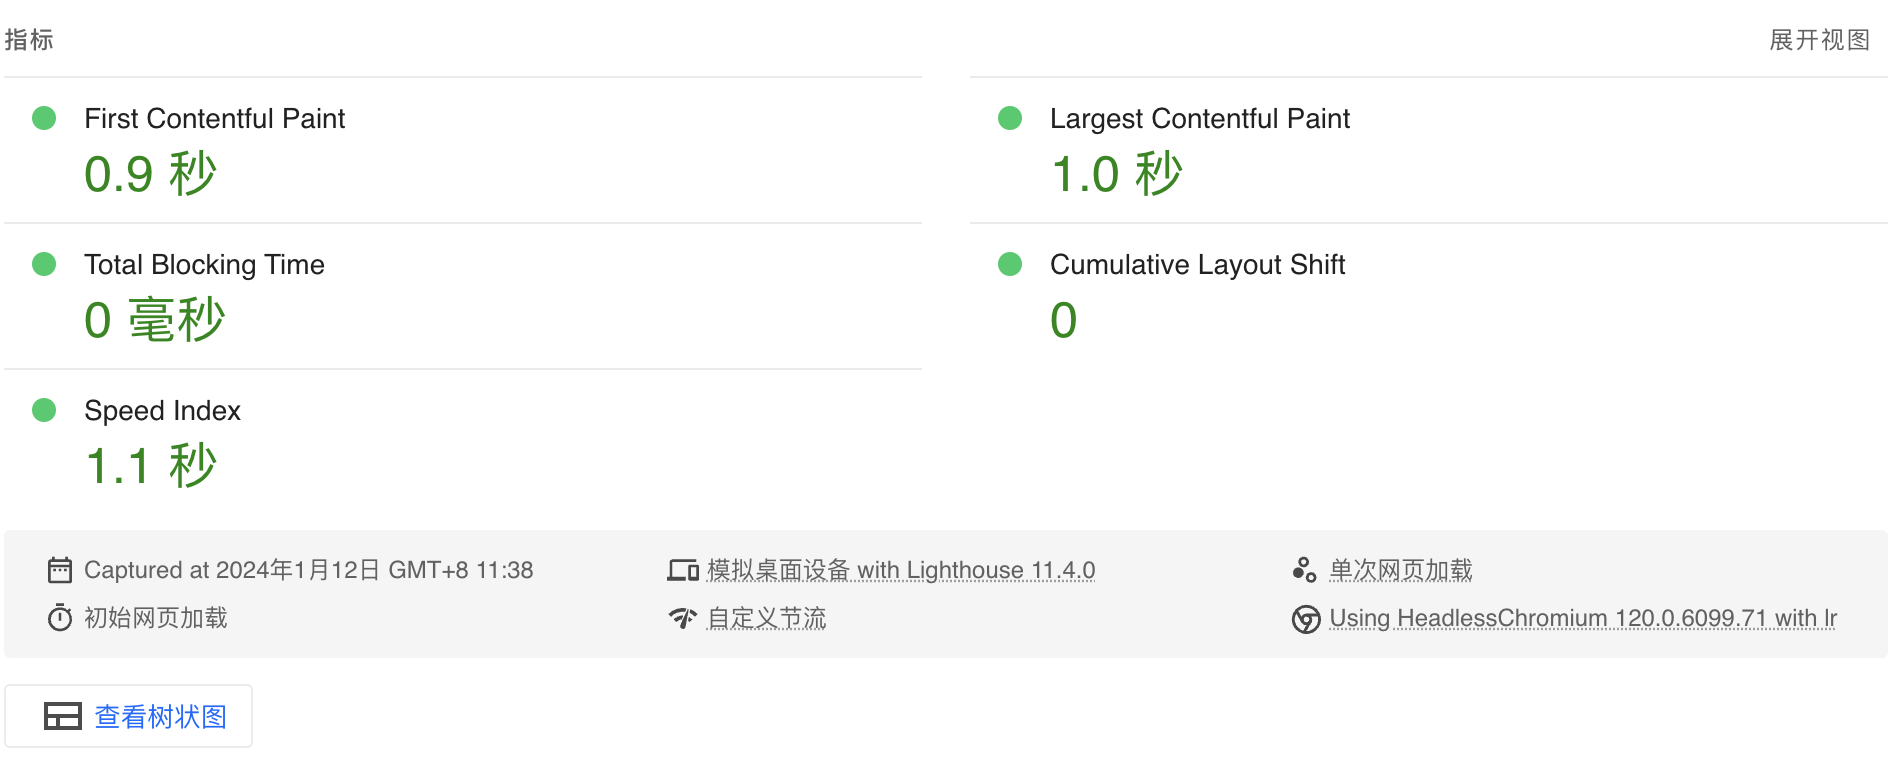 指标
展开视图
First Contentful Paint
0.9 秒
Largest Contentful Paint
1.0 秒
Total Blocking Time
0 毫秒
Cumulative Layout Shift
0
Speed Index
1.1 秒
Captured at 2024年1月12日 GMT+8 11:38
模拟桌面设备 with Lighthouse 11.4.0
单次网页加载
初始网页加载
自定义节流
Using HeadlessChromium 120.0.6099.71 with lr
查看树状图